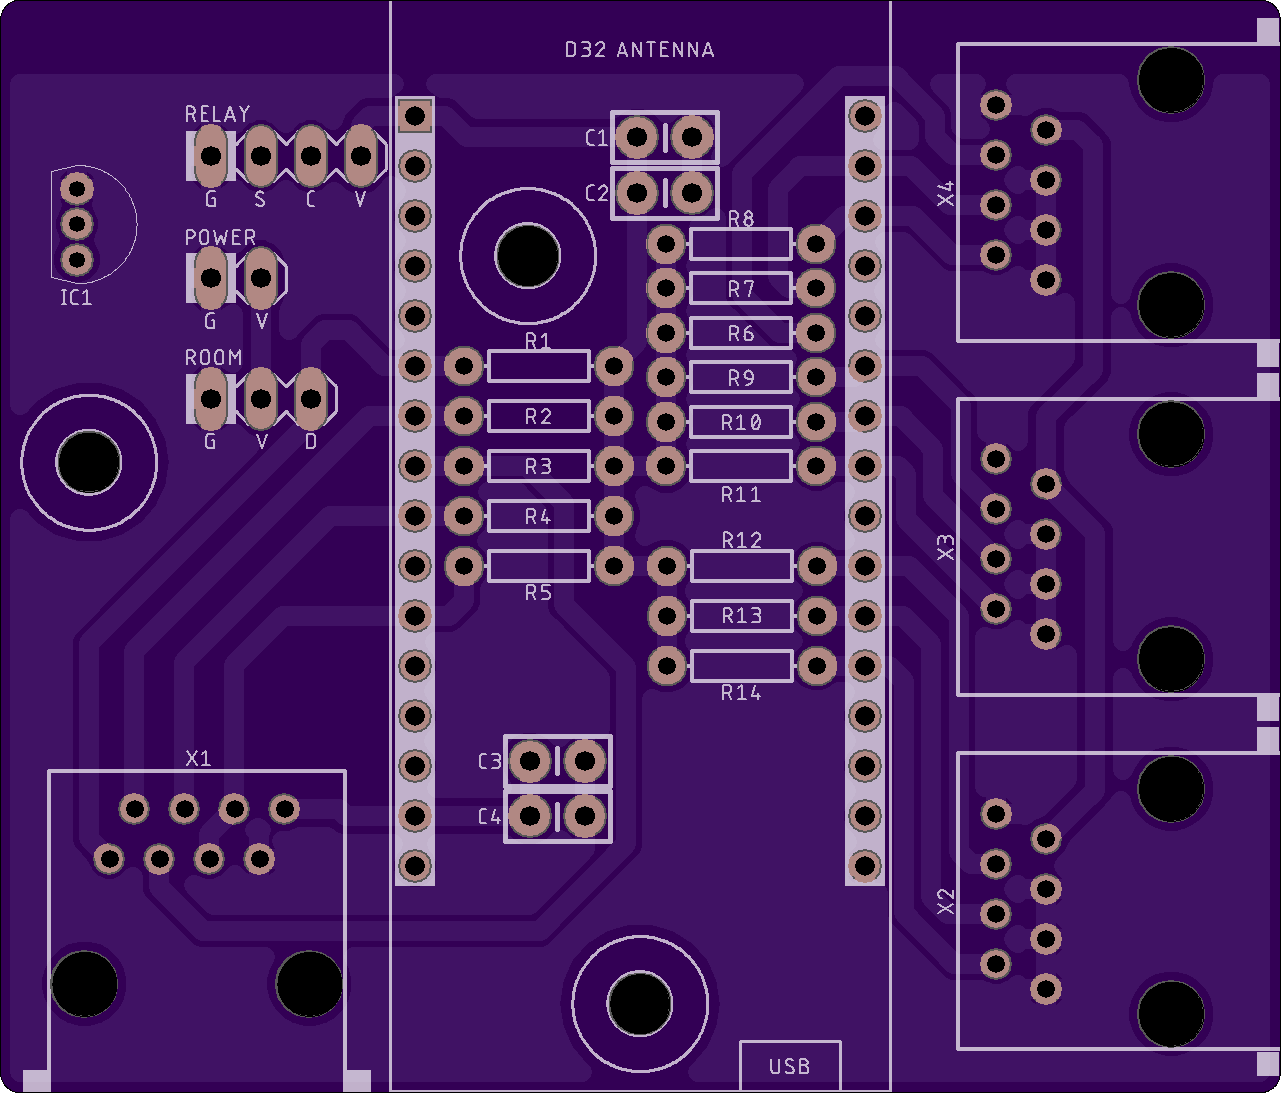 D32 ANTENNA
RELAY
G S C V
POWER
G V
ROOM
G V D
IC1
C1
C2
R8
R7
R6
R9
R10
R11
R1
R2
R3
R4
R5
R12
R13
R14
C3
C4
X1
X4
X3
X2
USB